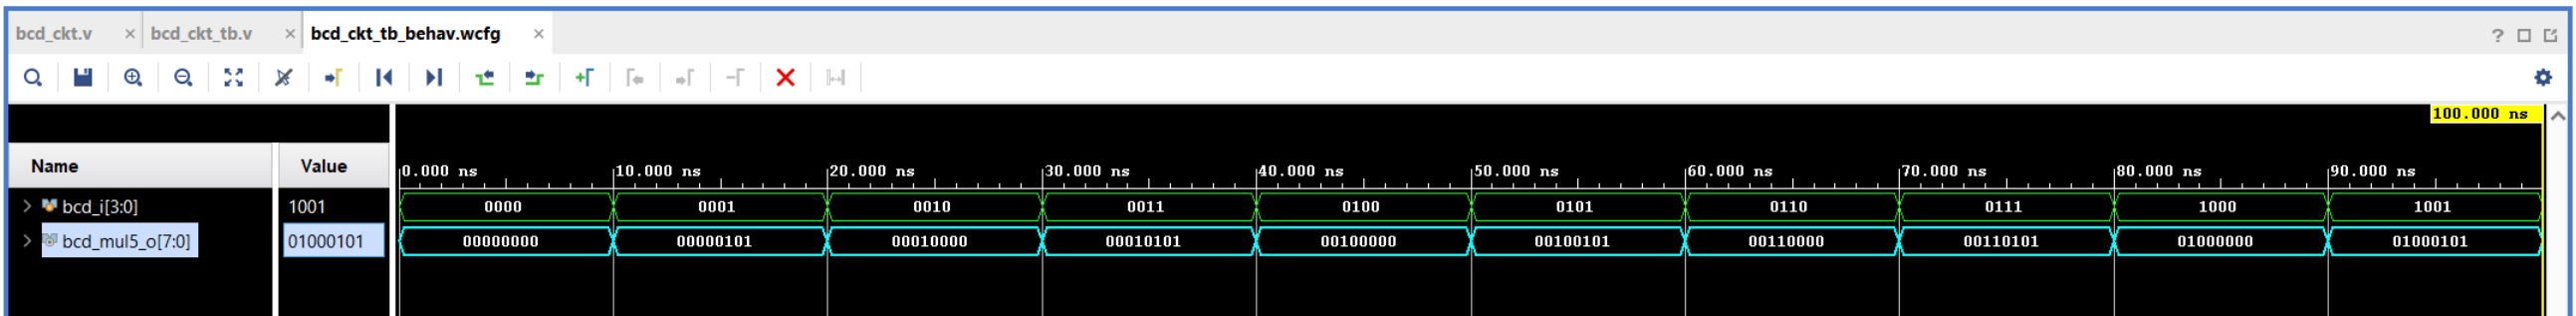 bcd_ckt.v × bcd_ckt_tb.v × bcd_ckt_tb_behav.wcfg ×
?
100.000 ns
Name Value
0.000 ns 10.000 ns 20.000 ns 30.000 ns 40.000 ns 50.000 ns 60.000 ns 70.000 ns 80.000 ns 90.000 ns
bcd_i[3:0] 1001 0000 0001 0010 0011 0100 0101 0110 0111 1000 1001
bcd_mul5_o[7:0] 01000101 00000000 00000101 00010000 00010101 00100000 00100101 00110000 00110101 01000000 01000101